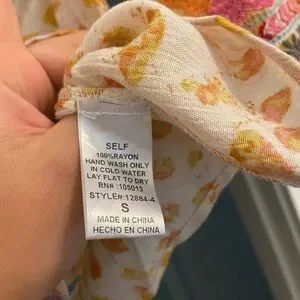 SELF
100%RAYON
HAND WASH ONLY
IN COLD WATER
LAY FLAT TO DRY
RN# :105013
STYLE#:12884-4
S
MADE IN CHINA
HECHO EN CHINA